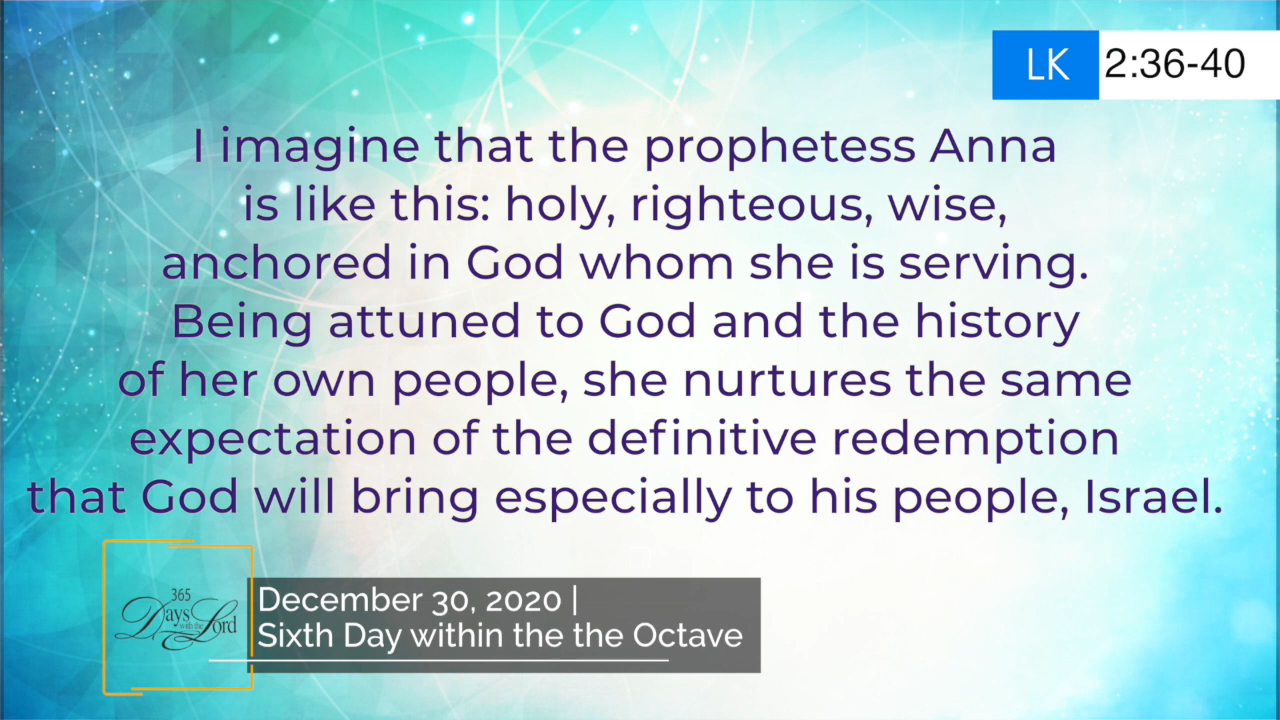 LK 2:36-40
I imagine that the prophetess Anna
is like this: holy, righteous, wise,
anchored in God whom she is serving.
Being attuned to God and the history
of her own people, she nurtures the same
expectation of the definitive redemption
that God will bring especially to his people, Israel.
365
Days with the Lord
December 30, 2020 |
Sixth Day within the the Octave